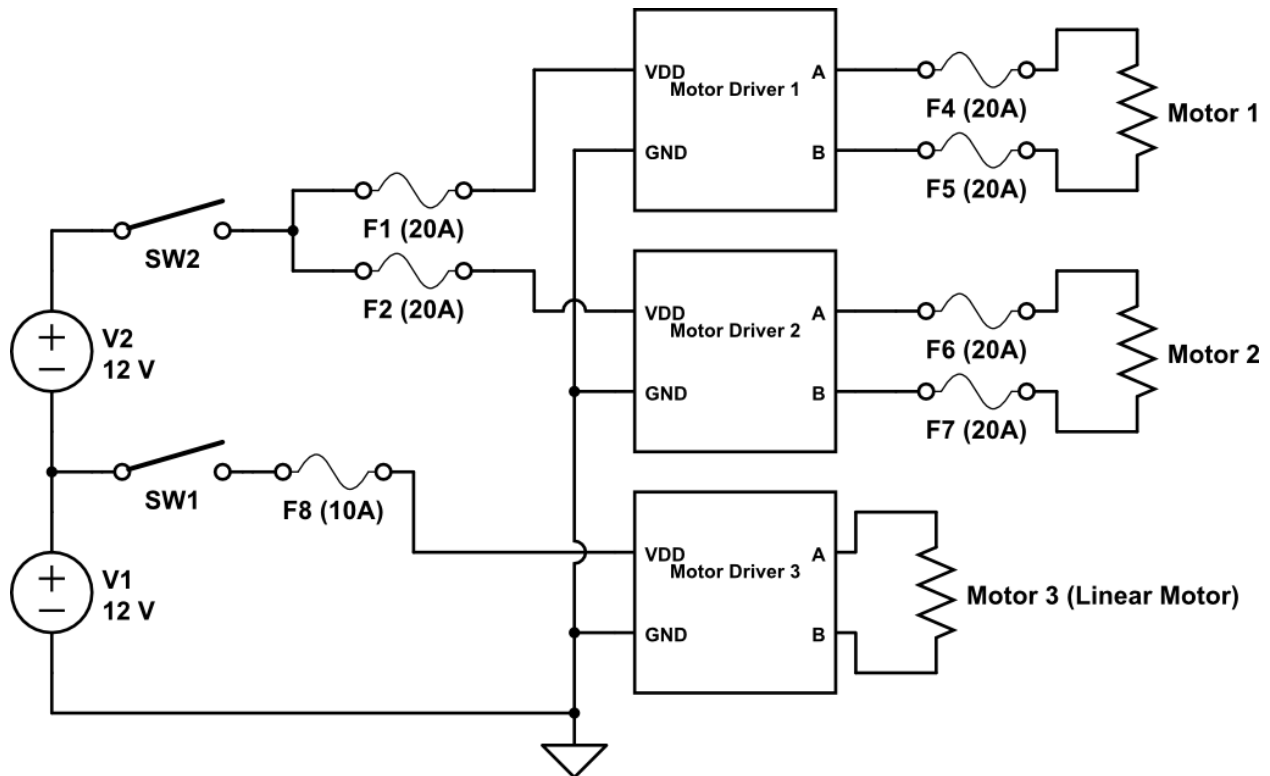 VDD
Motor Driver 1
A
GND
B
F4 (20A)
F5 (20A)
Motor 1
F1 (20A)
SW2
F2 (20A)
VDD
Motor Driver 2
A
GND
B
F6 (20A)
F7 (20A)
Motor 2
+
−
V2
12 V
SW1
F8 (10A)
VDD
Motor Driver 3
A
GND
B
Motor 3 (Linear Motor)
+
−
V1
12 V